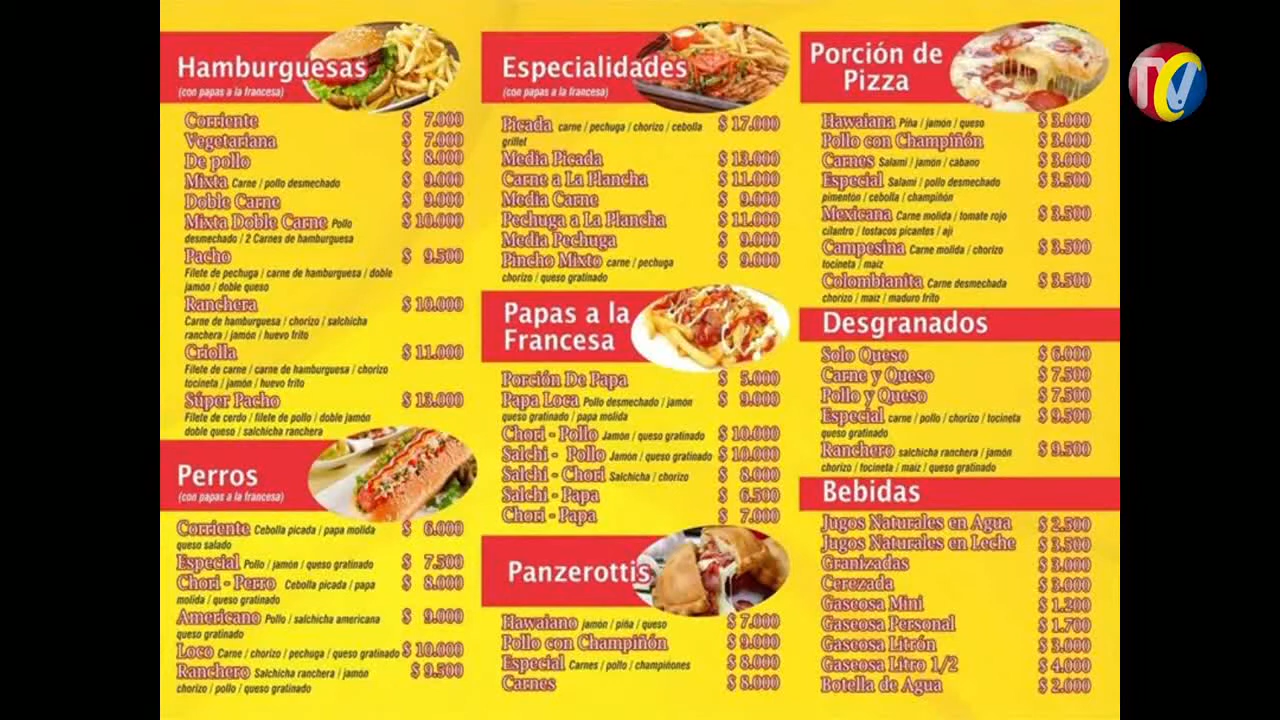 Hamburguesas
(con papas a la francesa)
Corriente $ 7.000
Vegetariana $ 7.000
De pollo $ 8.000
Mixta Carne / pollo desmechado $ 9.000
Doble Carne $ 9.000
Mixta Doble Carne Pollo $ 10.000
desmechado / 2 Carnes de hamburguesa
Pacho $ 9.500
Filete de pechuga / carne de hamburguesa / doble
jamón / doble queso
Ranchera $ 10.000
Carne de hamburguesa / chorizo / salchicha
ranchera / jamón / huevo frito
Criolla $ 11.000
Filete de carne / carne de hamburguesa / chorizo
tocineta / jamón / huevo frito
Súper Pacho $ 13.000
Filete de cerdo / filete de pollo / doble jamón
doble queso / salchicha ranchera
Perros
(con papas a la francesa)
Corriente Cebolla picada / papa molida $ 6.000
queso salado
Especial Pollo / jamón / queso gratinado $ 7.500
Chori - Perro Cebolla picada / papa $ 8.000
molida / queso gratinado
Americano Pollo / salchicha americana $ 9.000
queso gratinado
Loco Carne / chorizo / pechuga / queso gratinado $ 10.000
Ranchero Salchicha ranchera / jamón $ 9.500
chorizo / pollo / queso gratinado
Especialidades
(con papas a la francesa)
Picada carne / pechuga / chorizo / cebolla $ 17.000
grillet
Media Picada $ 13.000
Carne a La Plancha $ 11.000
Media Carne $ 9.000
Pechuga a La Plancha $ 11.000
Media Pechuga $ 9.000
Pincho Mixto carne / pechuga $ 9.000
chorizo / queso gratinado
Papas a la
Francesa
Porción De Papa $ 5.000
Papa Loca Pollo desmechado / jamón $ 9.000
queso gratinado / papa molida
Chori - Pollo Jamón / queso gratinado $ 10.000
Salchi - Pollo Jamón / queso gratinado $ 10.000
Salchi - Chori Salchicha / chorizo $ 8.000
Salchi - Papa $ 6.500
Chori - Papa $ 7.000
Panzerottis
Hawaiano jamón / piña / queso $ 7.000
Pollo con Champiñón $ 9.000
Especial Carnes / pollo / champiñones $ 8.000
Carnes $ 8.000
Porción de
Pizza
Hawaiana Piña / jamón / queso $ 3.000
Pollo con Champiñón $ 3.000
Carnes Salami / jamón / cabano $ 3.000
Especial Salami / pollo desmechado $ 3.500
pimentón / cebolla / champiñón
Mexicana Carne molida / tomate rojo $ 3.500
cilantro / tostacos picantes / aji
Campesina Carne molida / chorizo $ 3.500
tocineta / maiz
Colombianita Carne desmechada $ 3.500
chorizo / maiz / maduro frito
Desgranados
Solo Queso $ 6.000
Carne y Queso $ 7.500
Pollo y Queso $ 7.500
Especial carne / pollo / chorizo / tocineta $ 9.500
queso gratinado
Ranchero salchicha ranchera / jamón $ 9.500
chorizo / tocineta / maiz / queso gratinado
Bebidas
Jugos Naturales en Agua $ 2.500
Jugos Naturales en Leche $ 3.500
Granizadas $ 3.000
Cerezada $ 3.000
Gaseosa Mini $ 1.200
Gaseosa Personal $ 1.700
Gaseosa Litrón $ 3.000
Gaseosa Litro 1/2 $ 4.000
Botella de Agua $ 2.000
TVC